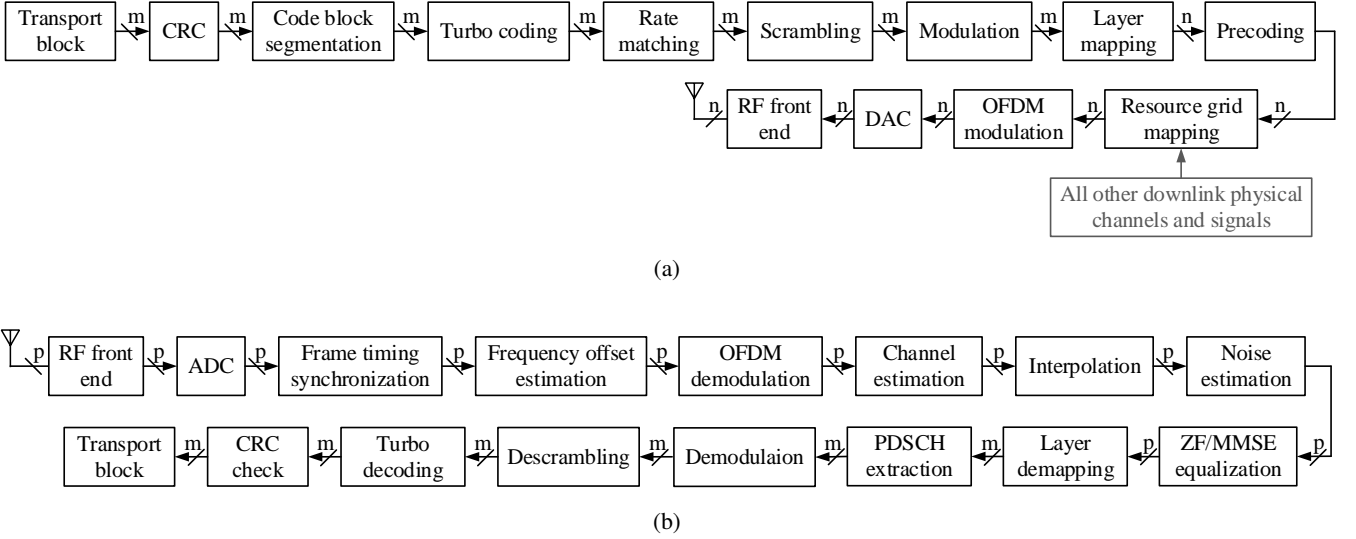 Transport block
m
CRC
m
Code block segmentation
m
Turbo coding
m
Rate matching
m
Scrambling
m
Modulation
m
Layer mapping
n
Precoding
n
RF front end
n
DAC
n
OFDM modulation
n
Resource grid mapping
n
All other downlink physical channels and signals
(a)
p
RF front end
p
ADC
p
Frame timing synchronization
p
Frequency offset estimation
p
OFDM demodulation
p
Channel estimation
p
Interpolation
p
Noise estimation
Transport block
m
CRC check
m
Turbo decoding
m
Descrambling
m
Demodulaion
m
PDSCH extraction
m
Layer demapping
p
ZF/MMSE equalization
p
(b)